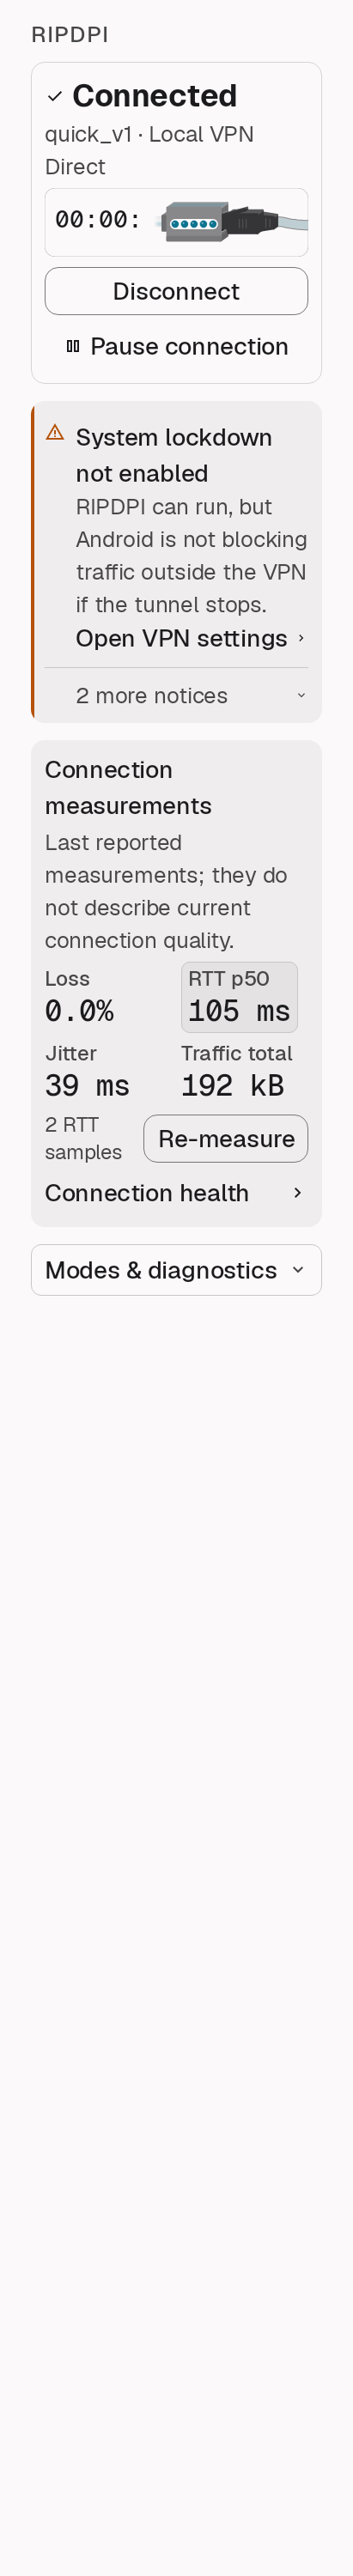 RIPDPI
Connected
quick_v1 · Local VPN
Direct
00:00:
Disconnect
Pause connection
System lockdown
not enabled
RIPDPI can run, but
Android is not blocking
traffic outside the VPN
if the tunnel stops.
Open VPN settings
2 more notices
Connection
measurements
Last reported
measurements; they do
not describe current
connection quality.
Loss
0.0%
RTT p50
105 ms
Jitter
39 ms
Traffic total
192 kB
2 RTT
samples
Re-measure
Connection health
Modes & diagnostics